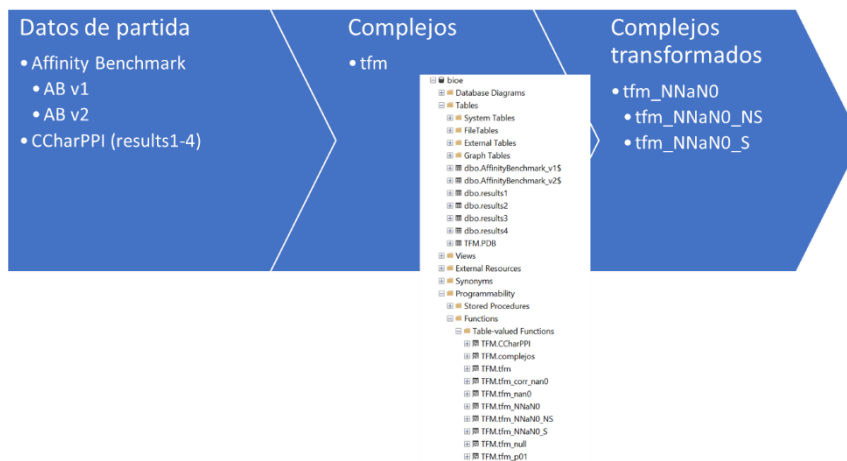 Datos de partida
• Affinity Benchmark
• AB v1
• AB v2
• CCharPPI (results1-4)
Complejos
• tfm
Complejos
transformados
• tfm_NNaN0
• tfm_NNaN0_NS
• tfm_NNaN0_S
bioe
Database Diagrams
Tables
System Tables
FileTables
External Tables
Graph Tables
dbo.AffinityBenchmark_v1$
dbo.AffinityBenchmark_v2$
dbo.results1
dbo.results2
dbo.results3
dbo.results4
TFM.PDB
Views
External Resources
Synonyms
Programmability
Stored Procedures
Functions
Table-valued Functions
TFM.CCharPPI
TFM.complejos
TFM.tfm
TFM.tfm_corr_nan0
TFM.tfm_nan0
TFM.tfm_NNaN0
TFM.tfm_NNaN0_NS
TFM.tfm_NNaN0_S
TFM.tfm_null
TFM.tfm_p01